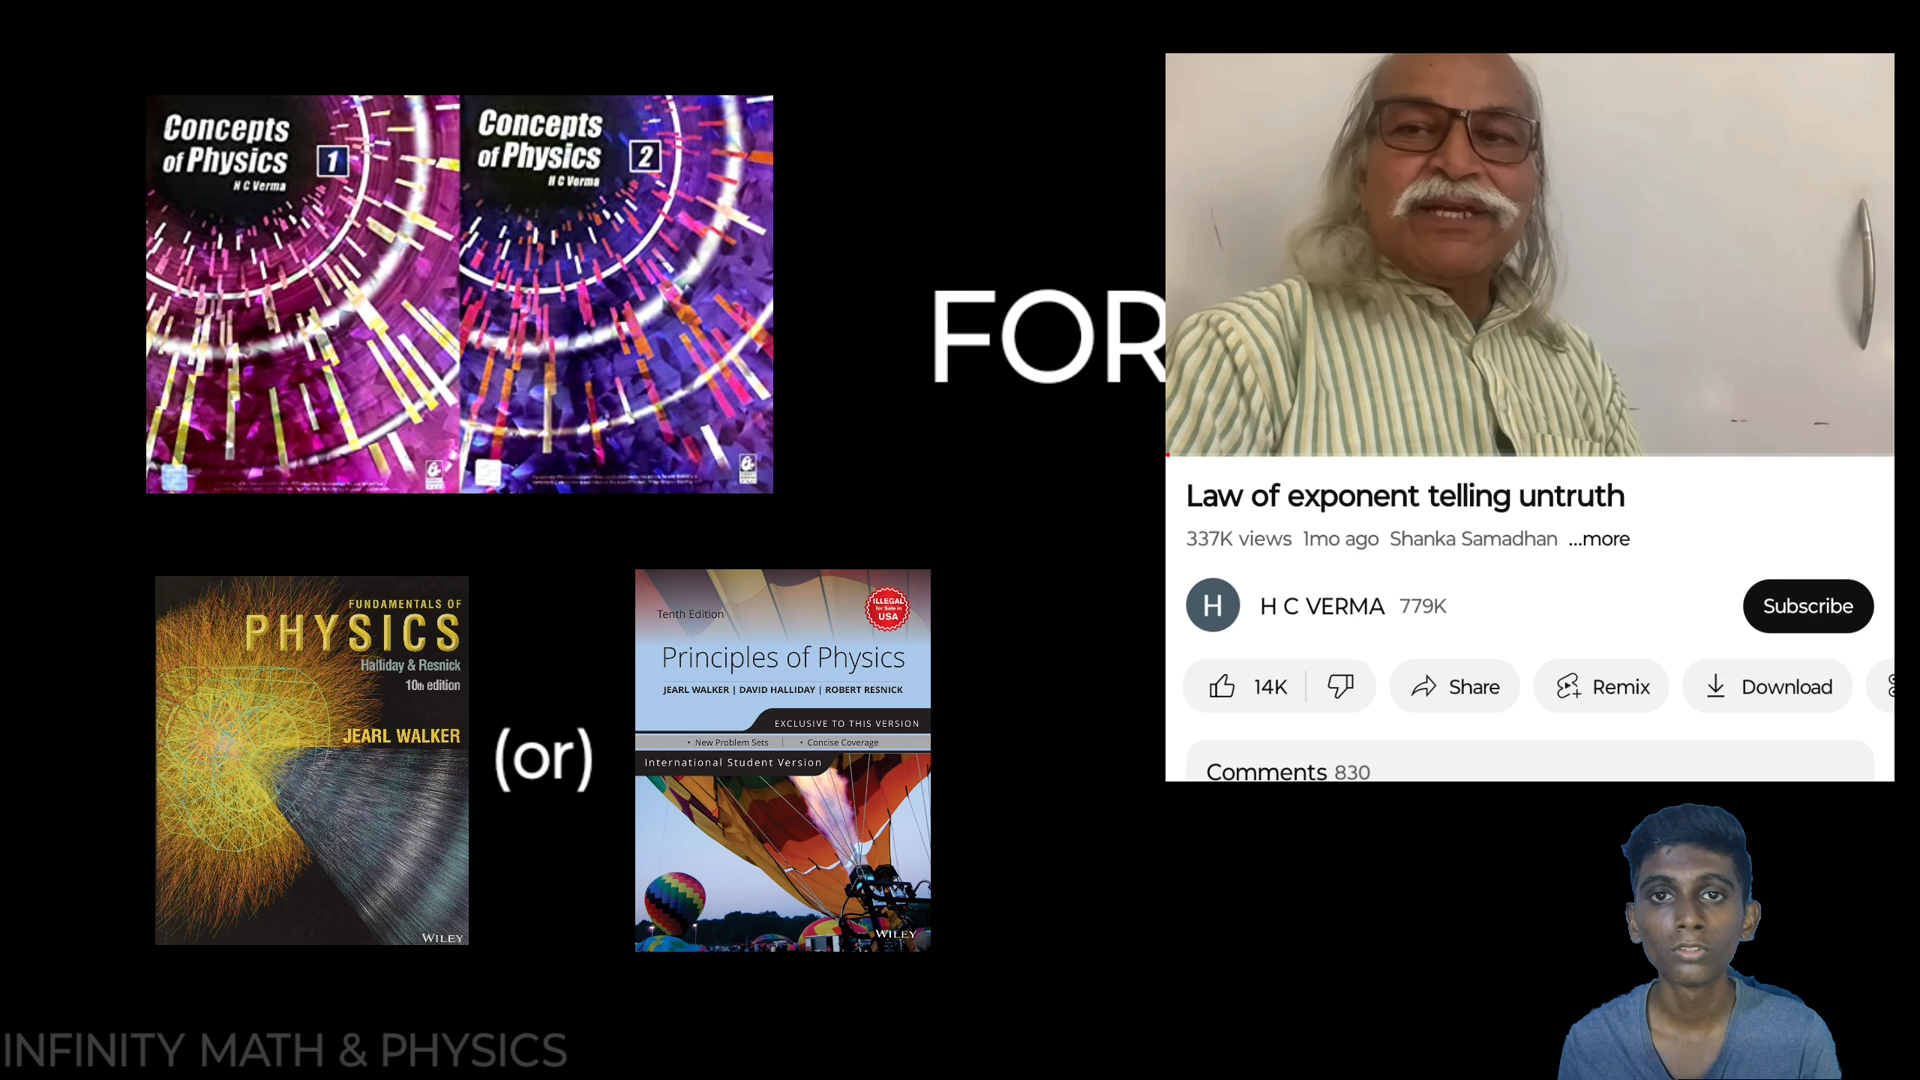 Concepts
of Physics
1
H C Verma
Concepts
of Physics
2
H C Verma
FOR
Law of exponent telling untruth
337K views 1mo ago Shanka Samadhan ...more
H
H C VERMA 779K
Subscribe
14K
Share
Remix
Download
Comments 830
FUNDAMENTALS OF
PHYSICS
Halliday & Resnick
10th edition
JEARL WALKER
WILEY
(or)
Tenth Edition
ILLEGAL
for Sale in
USA
Principles of Physics
JEARL WALKER | DAVID HALLIDAY | ROBERT RESNICK
EXCLUSIVE TO THIS VERSION
• New Problem Sets | • Concise Coverage
International Student Version
WILEY
INFINITY MATH & PHYSICS